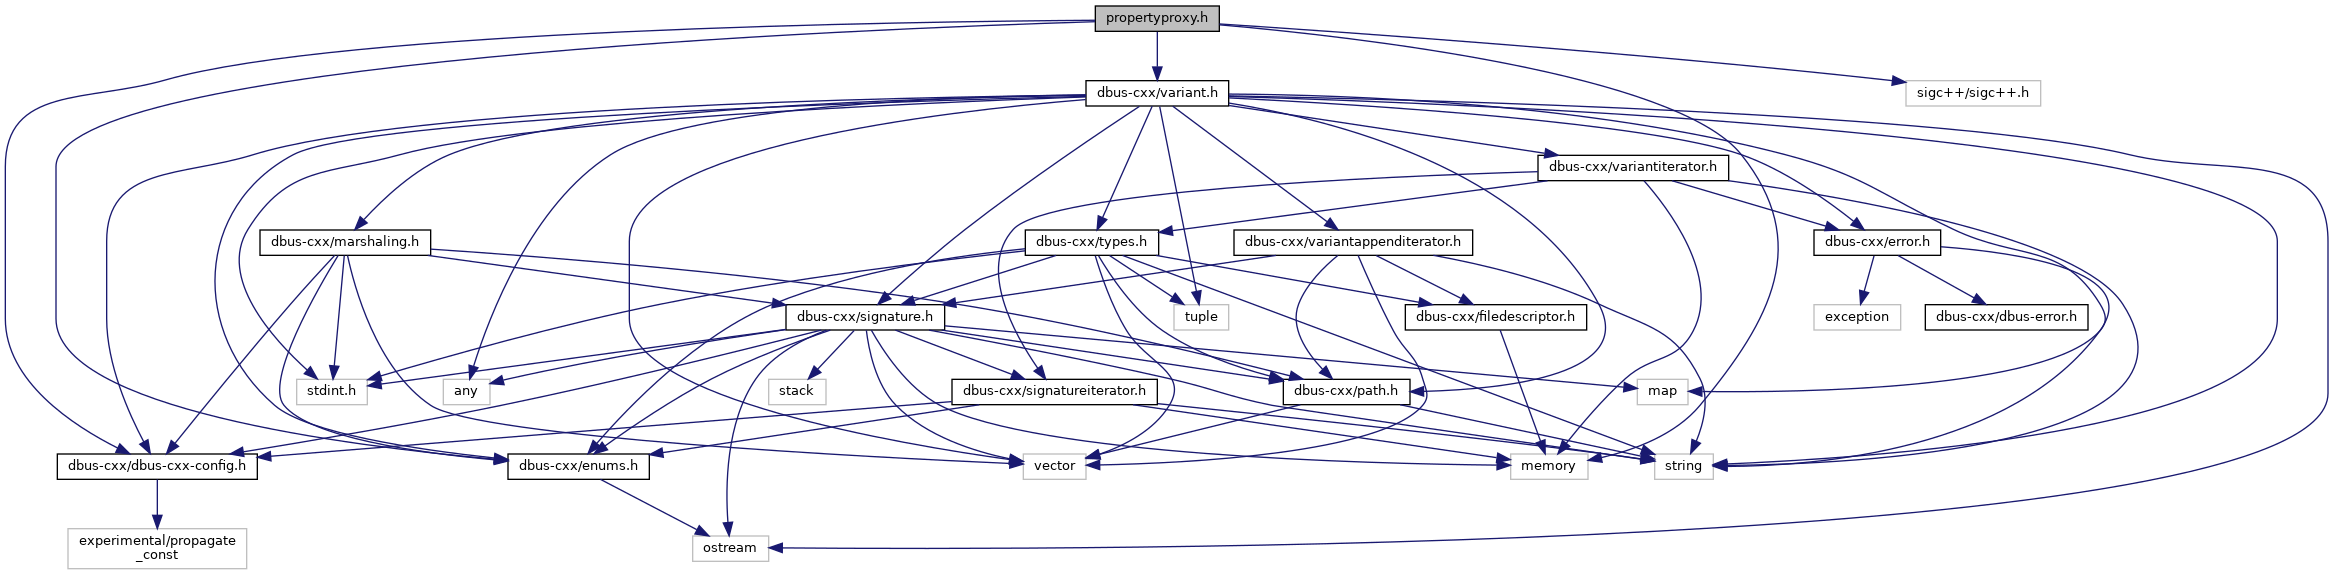 propertyproxy.h
dbus-cxx/variant.h
sigc++/sigc++.h
dbus-cxx/variantiterator.h
dbus-cxx/marshaling.h
dbus-cxx/types.h
dbus-cxx/variantappenditerator.h
dbus-cxx/error.h
dbus-cxx/signature.h
tuple
dbus-cxx/filedescriptor.h
exception
dbus-cxx/dbus-error.h
stdint.h
any
stack
dbus-cxx/signatureiterator.h
dbus-cxx/path.h
map
dbus-cxx/dbus-cxx-config.h
dbus-cxx/enums.h
vector
memory
string
experimental/propagate
_const
ostream